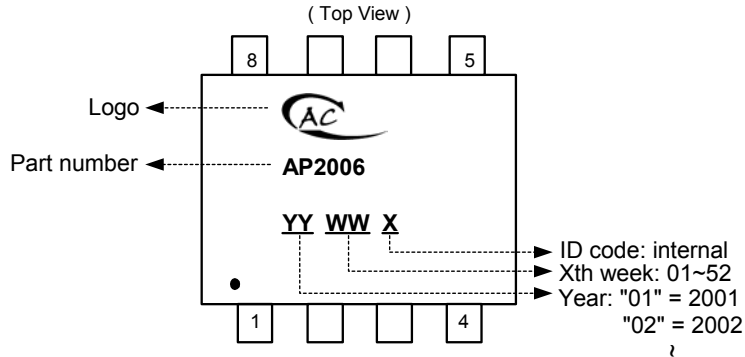 ( Top View )
8 5
Logo
AC
Part number
AP2006
YY WW X
ID code: internal
Xth week: 01~52
Year: "01" = 2001
"02" = 2002
~
1 4